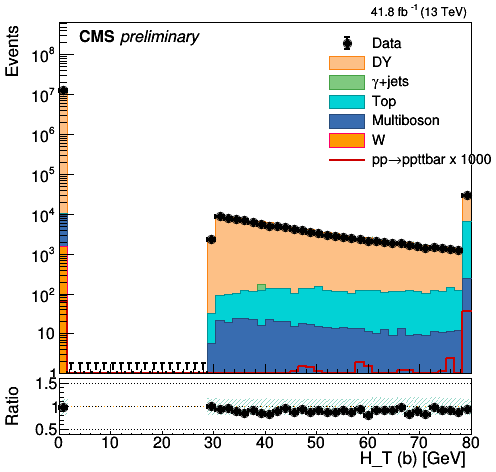 41.8 fb⁻¹ (13 TeV)
CMS preliminary
Events
Data
DY
γ+jets
Top
Multiboson
W
pp→ppttbar x 1000
10⁸
10⁷
10⁶
10⁵
10⁴
10³
10²
10
1
Ratio
1.5
1
0.5
0 10 20 30 40 50 60 70 80
H_T (b) [GeV]